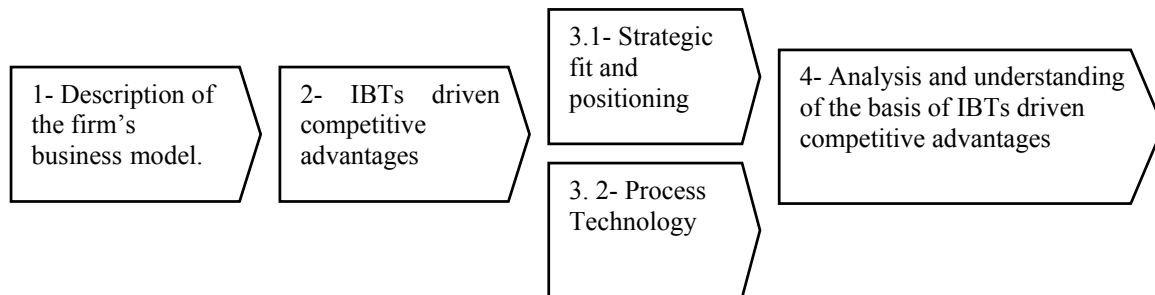 1- Description of
the firm’s
business model.
2- IBTs driven
competitive
advantages
3.1- Strategic
fit and
positioning
3. 2- Process
Technology
4- Analysis and understanding
of the basis of IBTs driven
competitive advantages